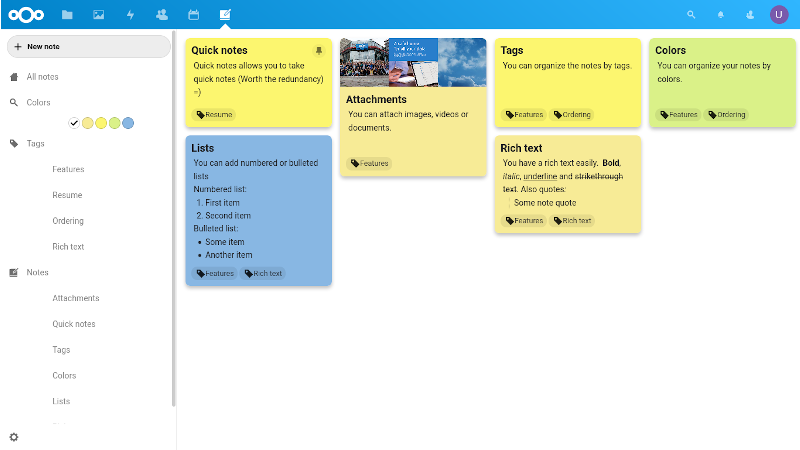 U
New note
All notes
Colors
Tags
Features
Resume
Ordering
Rich text
Notes
Attachments
Quick notes
Tags
Colors
Lists
Quick notes
Quick notes allows you to take
quick notes (Worth the redundancy)
=)
Resume
Lists
You can add numbered or bulleted
lists.
Numbered list:
1. First item
2. Second item
Bulleted list:
• Some item
• Another item
Features Rich text
Attachments
You can attach images, videos or
documents.
Features
Tags
You can organize the notes by tags.
Features Ordering
Rich text
You have a rich text easily. Bold,
italic, underline and strikethrough
text. Also quotes:
Some note quote
Features Rich text
Colors
You can organize your notes by
colors.
Features Ordering